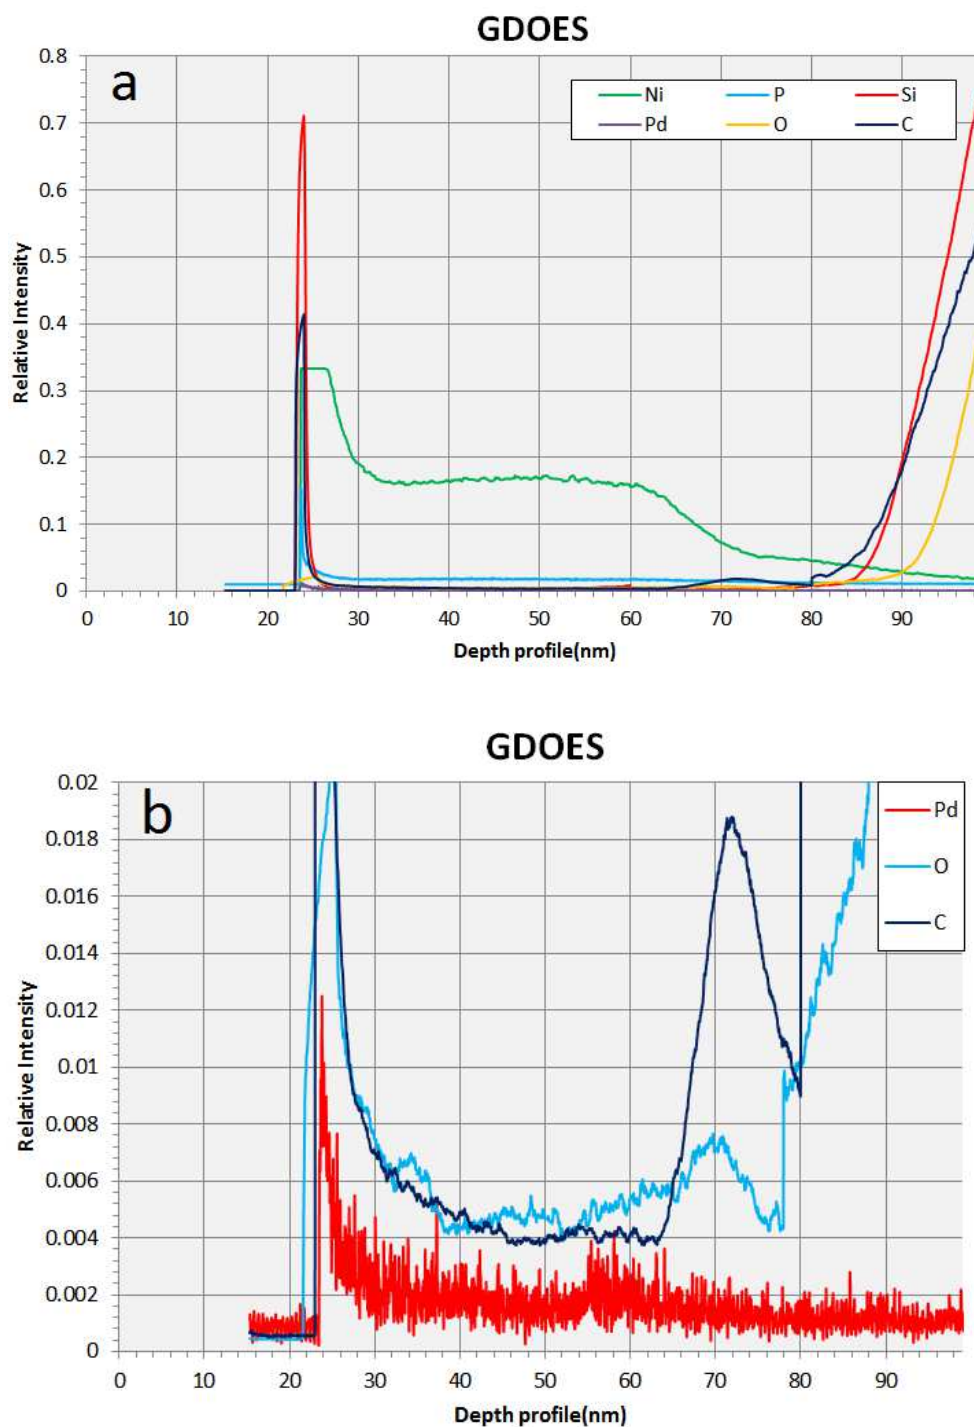 GDOES
a
Ni P Si
Pd O C
0.8
0.7
0.6
0.5
0.4
0.3
0.2
0.1
0
Relative Intensity
0 10 20 30 40 50 60 70 80 90
Depth profile(nm)
GDOES
b
Pd
O
C
0.02
0.018
0.016
0.014
0.012
0.01
0.008
0.006
0.004
0.002
0
Relative Intensity
0 10 20 30 40 50 60 70 80 90
Depth profile(nm)